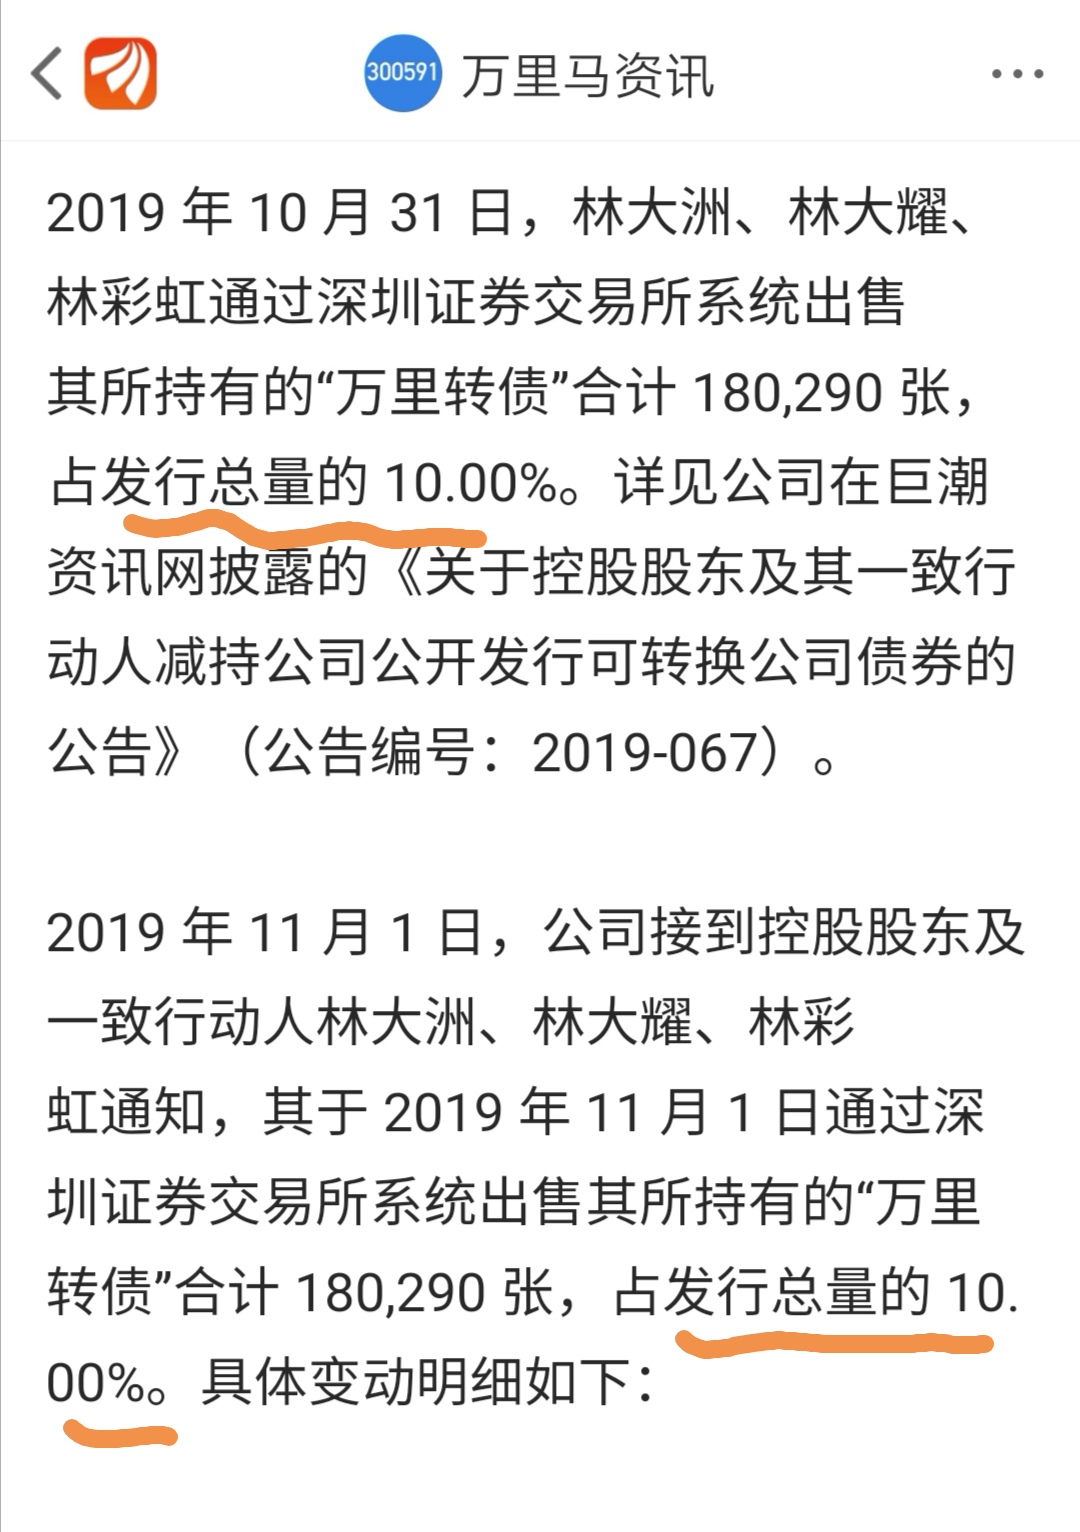 300591 万里马资讯
2019 年 10 月 31 日，林大洲、林大耀、
林彩虹通过深圳证券交易所系统出售
其所持有的“万里转债”合计 180,290 张，
占发行总量的 10.00%。详见公司在巨潮
资讯网披露的《关于控股股东及其一致行
动人减持公司公开发行可转换公司债券的
公告》（公告编号：2019-067）。
2019 年 11 月 1 日，公司接到控股股东及
一致行动人林大洲、林大耀、林彩
虹通知，其于 2019 年 11 月 1 日通过深
圳证券交易所系统出售其所持有的“万里
转债”合计 180,290 张，占发行总量的 10.
00%。具体变动明细如下：